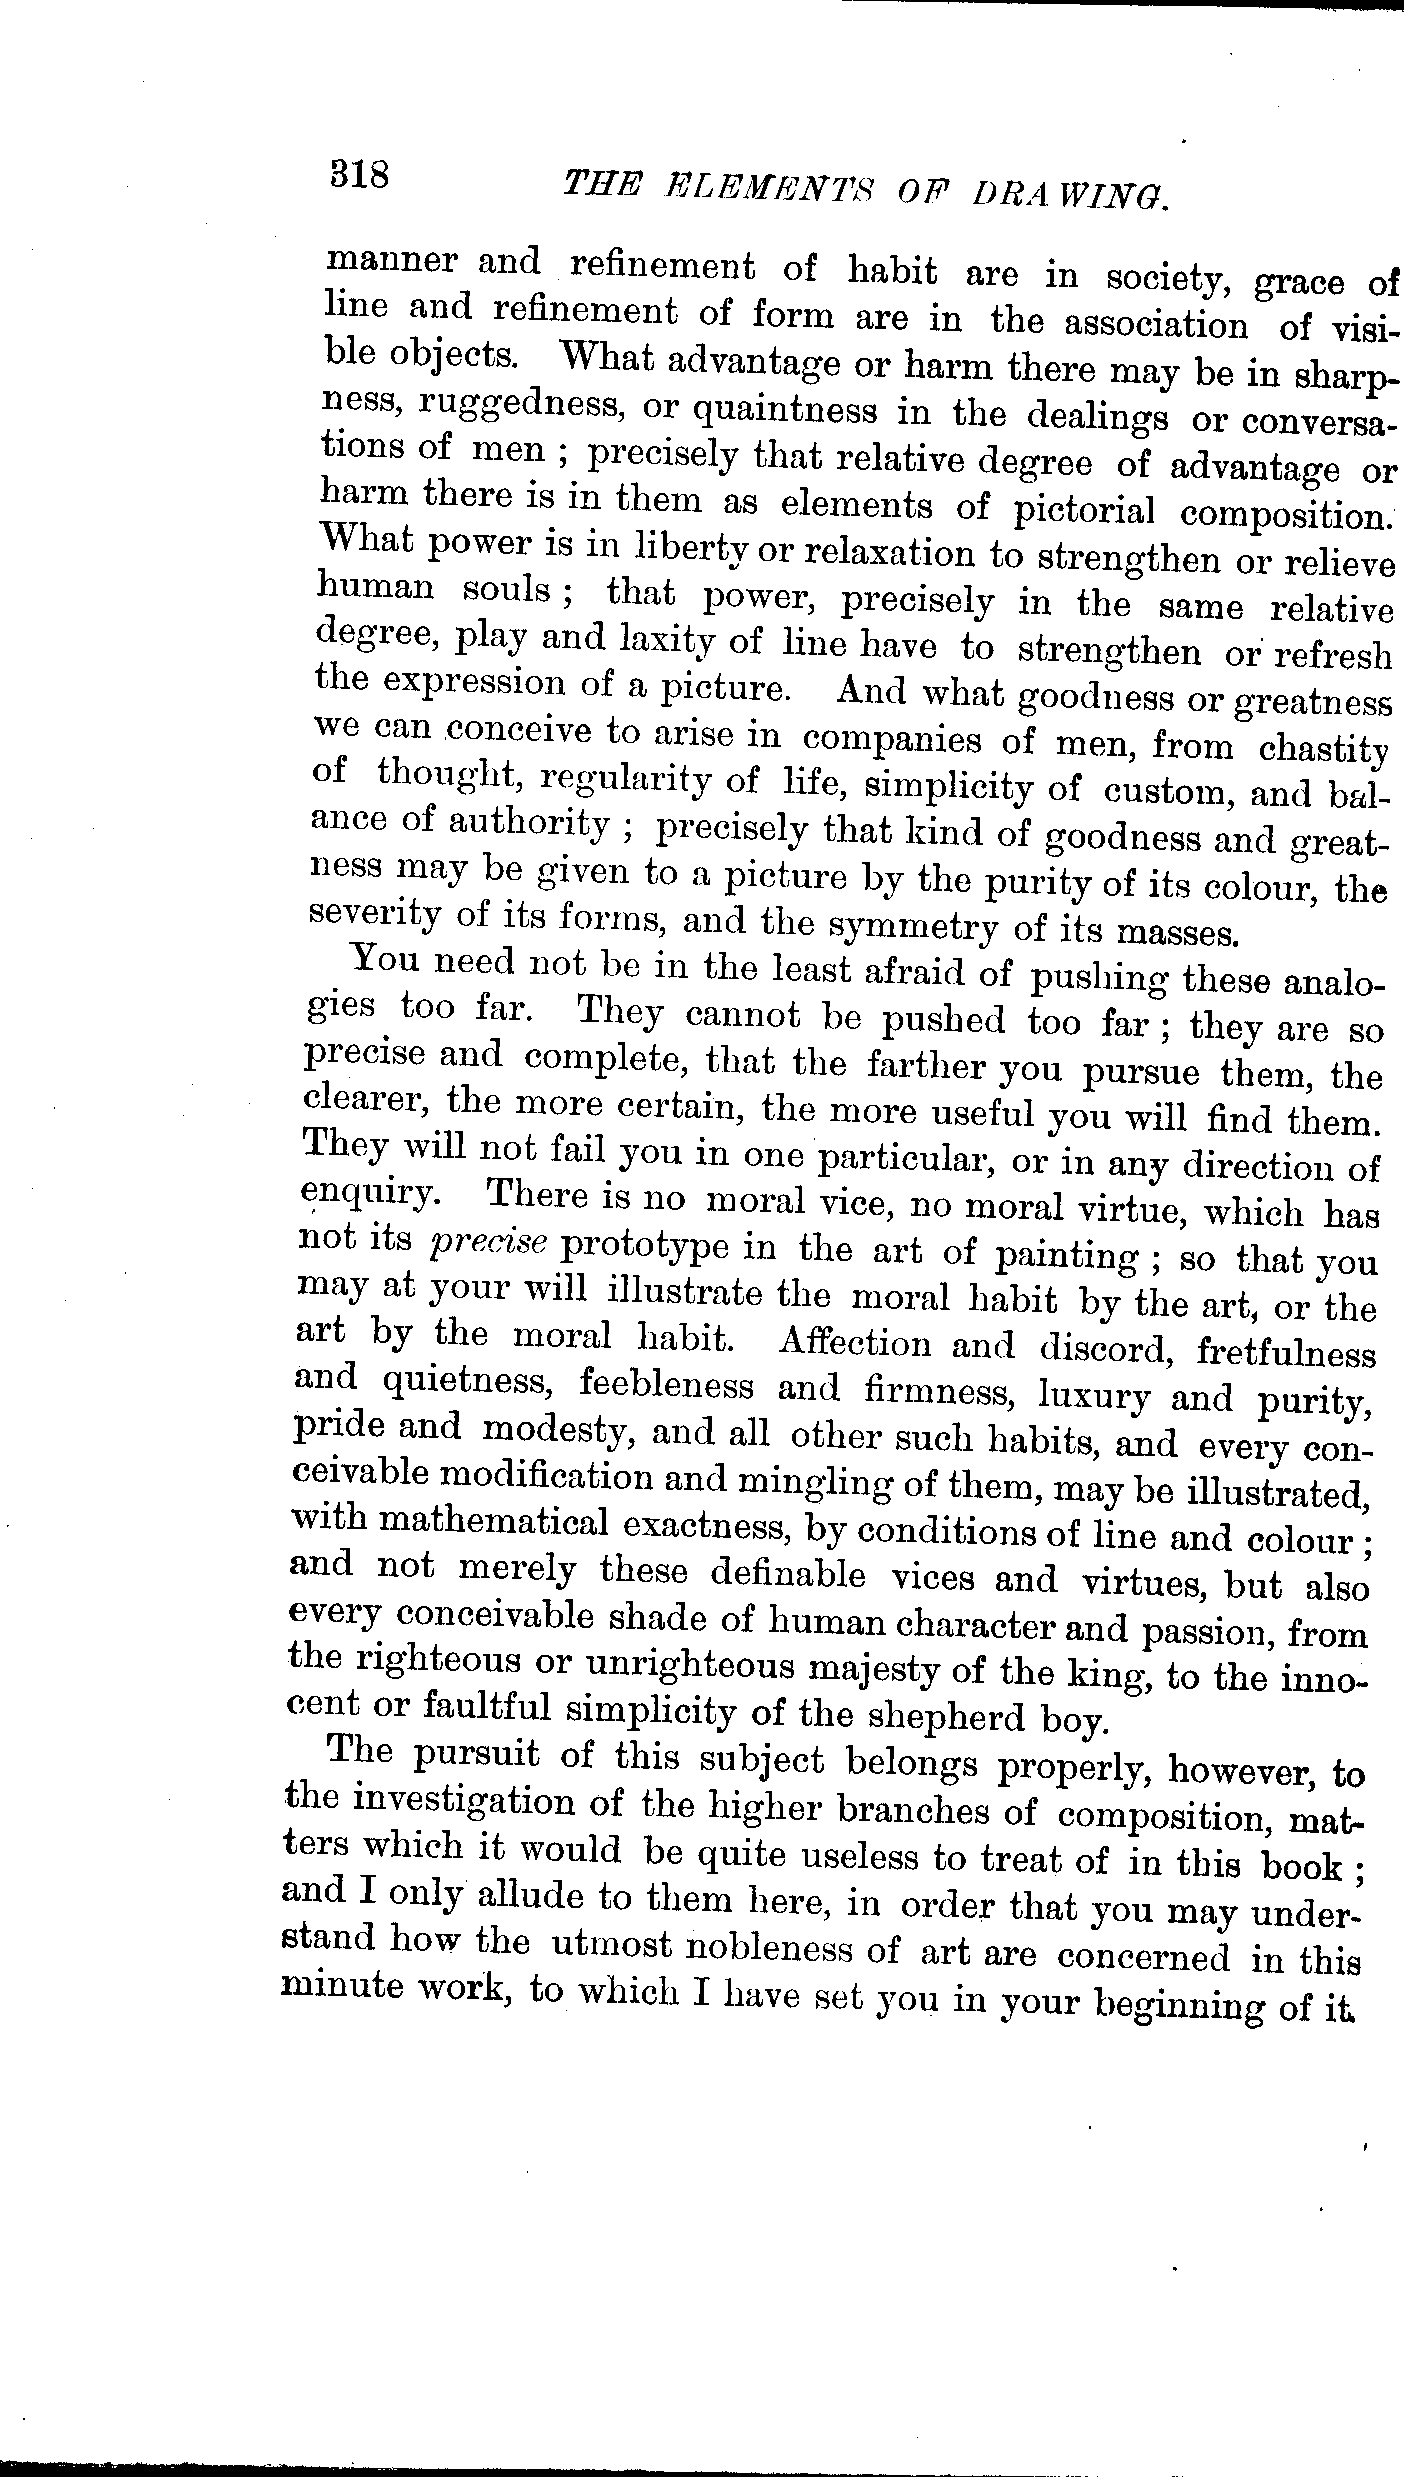 318 THE ELEMENTS OF DRAWING.
manner and refinement of habit are in society, grace of
line and refinement of form are in the association of visi-
ble objects. What advantage or harm there may be in sharp-
ness, ruggedness, or quaintness in the dealings or conversa-
tions of men ; precisely that relative degree of advantage or
harm there is in them as elements of pictorial composition.
What power is in liberty or relaxation to strengthen or relieve
human souls ; that power, precisely in the same relative
degree, play and laxity of line have to strengthen or refresh
the expression of a picture. And what goodness or greatness
we can conceive to arise in companies of men, from chastity
of thought, regularity of life, simplicity of custom, and bal-
ance of authority ; precisely that kind of goodness and great-
ness may be given to a picture by the purity of its colour, the
severity of its forms, and the symmetry of its masses.
You need not be in the least afraid of pushing these analo-
gies too far. They cannot be pushed too far ; they are so
precise and complete, that the farther you pursue them, the
clearer, the more certain, the more useful you will find them.
They will not fail you in one particular, or in any direction of
enquiry. There is no moral vice, no moral virtue, which has
not its precise prototype in the art of painting ; so that you
may at your will illustrate the moral habit by the art, or the
art by the moral habit. Affection and discord, fretfulness
and quietness, feebleness and firmness, luxury and purity,
pride and modesty, and all other such habits, and every con-
ceivable modification and mingling of them, may be illustrated,
with mathematical exactness, by conditions of line and colour ;
and not merely these definable vices and virtues, but also
every conceivable shade of human character and passion, from
the righteous or unrighteous majesty of the king, to the inno-
cent or faultful simplicity of the shepherd boy.
The pursuit of this subject belongs properly, however, to
the investigation of the higher branches of composition, mat-
ters which it would be quite useless to treat of in this book ;
and I only allude to them here, in order that you may under-
stand how the utmost nobleness of art are concerned in this
minute work, to which I have set you in your beginning of it.